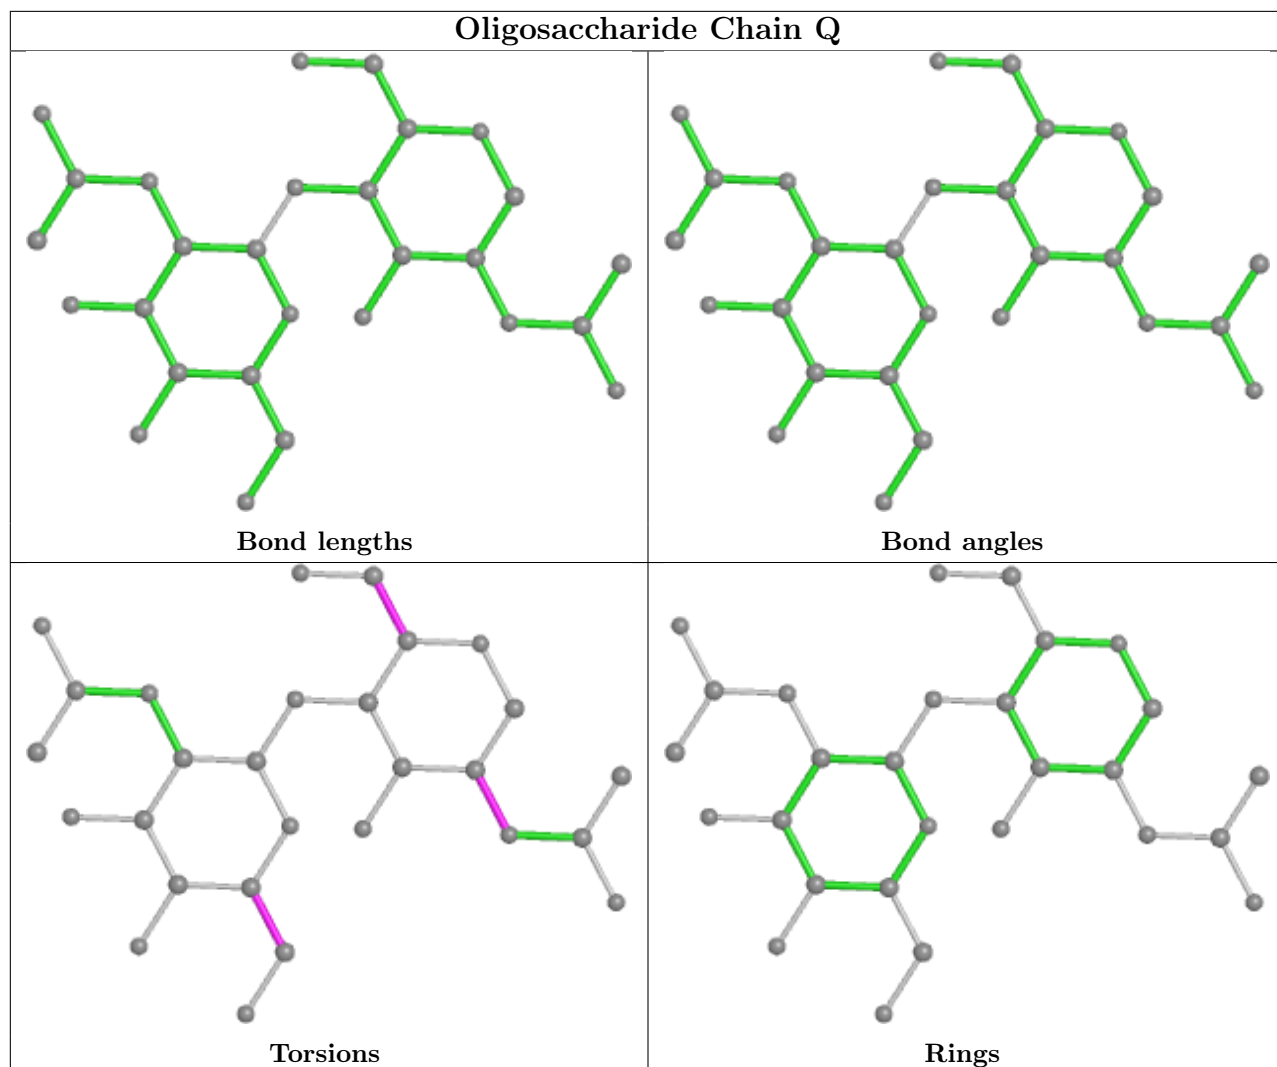 Oligosaccharide Chain Q
Bond lengths
Bond angles
Torsions
Rings